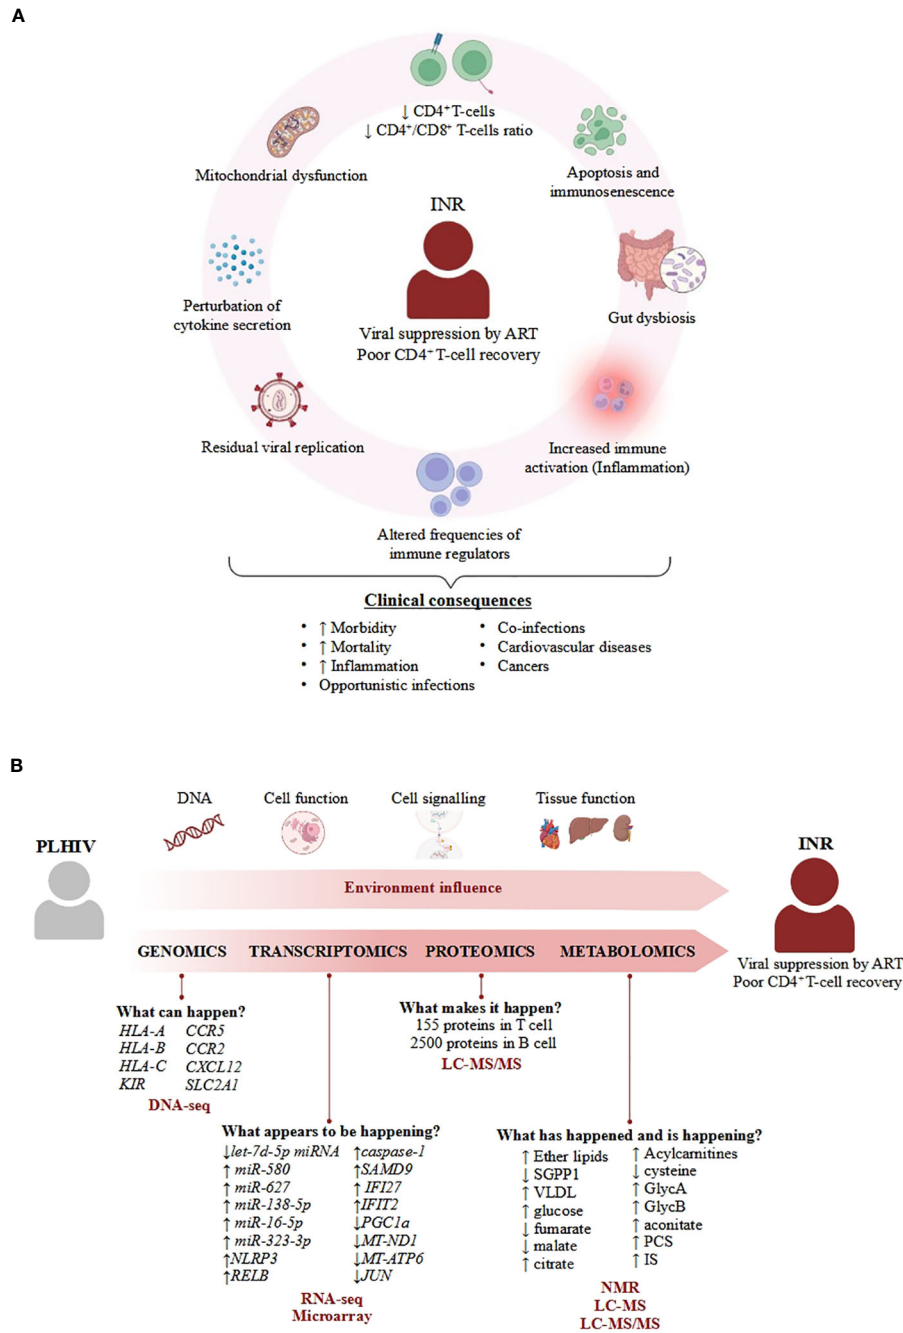 A
↓ CD4⁺T-cells
↓ CD4⁺/CD8⁺ T-cells ratio
Mitochondrial dysfunction
Apoptosis and
immunosenescence
INR
Perturbation of
cytokine secretion
Gut dysbiosis
Viral suppression by ART
Poor CD4⁺T-cell recovery
Residual viral replication
Increased immune
activation (Inflammation)
Altered frequencies of
immune regulators
Clinical consequences
• ↑ Morbidity
• ↑ Mortality
• ↑ Inflammation
• Opportunistic infections
• Co-infections
• Cardiovascular diseases
• Cancers
B
DNA
Cell function
Cell signalling
Tissue function
PLHIV
INR
Environment influence
GENOMICS
TRANSCRIPTOMICS
PROTEOMICS
METABOLOMICS
Viral suppression by ART
Poor CD4⁺T-cell recovery
What can happen?
HLA-A CCR5
HLA-B CCR2
HLA-C CXCL12
KIR SLC2A1
DNA-seq
What makes it happen?
155 proteins in T cell
2500 proteins in B cell
LC-MS/MS
What appears to be happening?
↓let-7d-5p miRNA
↑ miR-580
↑ miR-627
↑ miR-138-5p
↑ miR-16-5p
↑ miR-323-3p
↑NLRP3
↑RELB
↑caspase-1
↑SAMD9
↑ IFI27
↑IFIT2
↓PGC1a
↓MT-ND1
↓MT-ATP6
↓JUN
RNA-seq
Microarray
What has happened and is happening?
↑ Ether lipids
↓ SGPP1
↑ VLDL
↑ glucose
↓ fumarate
↓ malate
↑ citrate
↑ Acylcarnitines
↓ cysteine
↑ GlycA
↑ GlycB
↑ aconitate
↑ PCS
↑ IS
NMR
LC-MS
LC-MS/MS